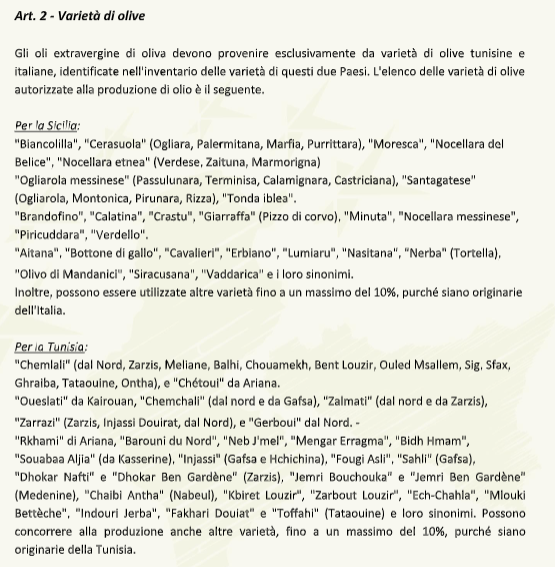 Art. 2 - Varietà di olive
Gli oli extravergine di oliva devono provenire esclusivamente da varietà di olive tunisine e
italiane, identificate nell'inventario delle varietà di questi due Paesi. L'elenco delle varietà di olive
autorizzate alla produzione di olio è il seguente.
Per la Sicilia:
"Biancolilla", "Cerasuola" (Ogliara, Palermitana, Marfia, Purrittara), "Moresca", "Nocellara del
Belice", "Nocellara etnea" (Verdese, Zaituna, Marmorigna)
"Ogliarola messinese" (Passulunara, Terminisa, Calamignara, Castriciana), "Santagatese"
(Ogliarola, Montonica, Pirunara, Rizza), "Tonda iblea".
"Brandofino", "Calatina", "Crastu", "Giarraffa" (Pizzo di corvo), "Minuta", "Nocellara messinese",
"Piricuddara", "Verdello".
"Aitana", "Bottone di gallo", "Cavalieri", "Erbiano", "Lumiaru", "Nasitana", "Nerba" (Tortella),
"Olivo di Mandanici", "Siracusana", "Vaddarica" e i loro sinonimi.
Inoltre, possono essere utilizzate altre varietà fino a un massimo del 10%, purché siano originarie
dell'Italia.
Per la Tunisia:
"Chemlali" (dal Nord, Zarzis, Meliane, Balhi, Chouamekh, Bent Louzir, Ouled Msallem, Sig, Sfax,
Ghraiba, Tataouine, Ontha), e "Chétoul" da Ariana.
"Oueslati" da Kairouan, "Chemchali" (dal nord e da Gafsa), "Zalmati" (dal nord e da Zarzis),
"Zarrazi" (Zarzis, Injassi Douirat, dal Nord), e "Gerboui" dal Nord. -
"Rkhami" di Ariana, "Barouni du Nord", "Neb J'mel", "Mengar Erragma", "Bidh Hmam",
"Souabaa Aljia" (da Kasserine), "Injassi" (Gafsa e Hchichina), "Fougi Asli", "Sahli" (Gafsa),
"Dhokar Nafti" e "Dhokar Ben Gardène" (Zarzis), "Jemri Bouchouka" e "Jemri Ben Gardène"
(Medenine), "Chaibi Antha" (Nabeul), "Kbiret Louzir", "Zarbout Louzir", "Ech-Chahla", "Mlouki
Bettèche", "Indouri Jerba", "Fakhari Douiat" e "Toffahi" (Tataouine) e loro sinonimi. Possono
concorrere alla produzione anche altre varietà, fino a un massimo del 10%, purché siano
originarie della Tunisia.